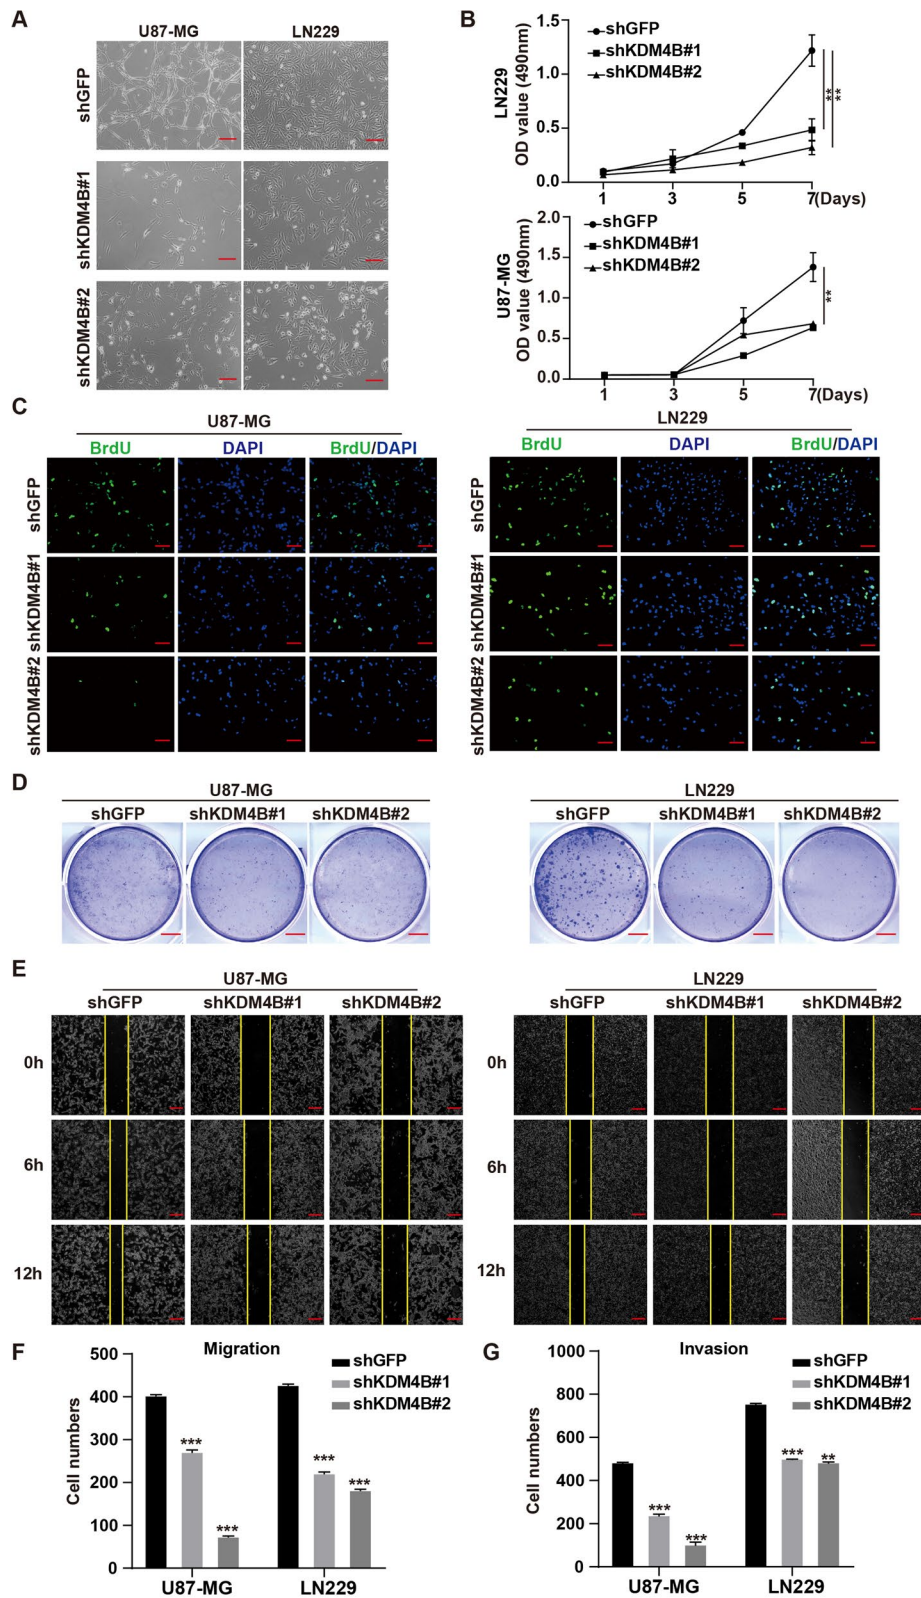 A
U87-MG LN229
shGFP
shKDM4B#1
shKDM4B#2
B
LN229
OD value (490nm)
1.5
1.0
0.5
0.0
shGFP
shKDM4B#1
shKDM4B#2
** **
1 3 5 7(Days)
U87-MG
OD value (490nm)
2.0
1.5
1.0
0.5
0.0
shGFP
shKDM4B#1
shKDM4B#2
**
1 3 5 7(Days)
C
U87-MG
BrdU DAPI BrdU/DAPI
shGFP
shKDM4B#1
shKDM4B#2
LN229
BrdU DAPI BrdU/DAPI
shGFP
shKDM4B#1
shKDM4B#2
D
U87-MG
shGFP shKDM4B#1 shKDM4B#2
LN229
shGFP shKDM4B#1 shKDM4B#2
E
U87-MG
shGFP shKDM4B#1 shKDM4B#2
LN229
shGFP shKDM4B#1 shKDM4B#2
0h
6h
12h
0h
6h
12h
F
Migration
Cell numbers
500
400
300
200
100
0
shGFP
shKDM4B#1
shKDM4B#2
*** *** *** ***
U87-MG LN229
G
Invasion
Cell numbers
1000
800
600
400
200
0
shGFP
shKDM4B#1
shKDM4B#2
*** *** *** **
U87-MG LN229